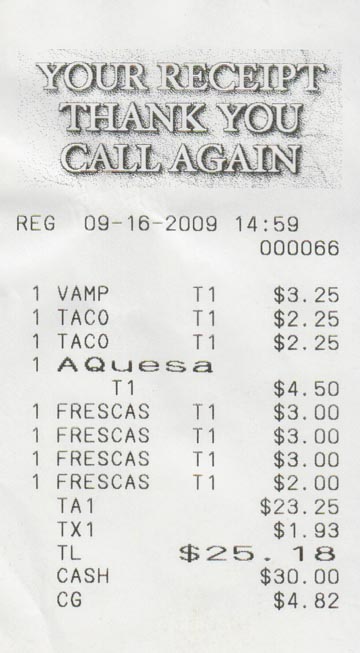 YOUR RECEIPT
THANK YOU
CALL AGAIN
REG 09-16-2009 14:59
000066
1 VAMP T1 $3.25
1 TACO T1 $2.25
1 TACO T1 $2.25
1 AQuesa
T1 $4.50
1 FRESCAS T1 $3.00
1 FRESCAS T1 $3.00
1 FRESCAS T1 $3.00
1 FRESCAS T1 $2.00
TA1 $23.25
TX1 $1.93
TL $25.18
CASH $30.00
CG $4.82